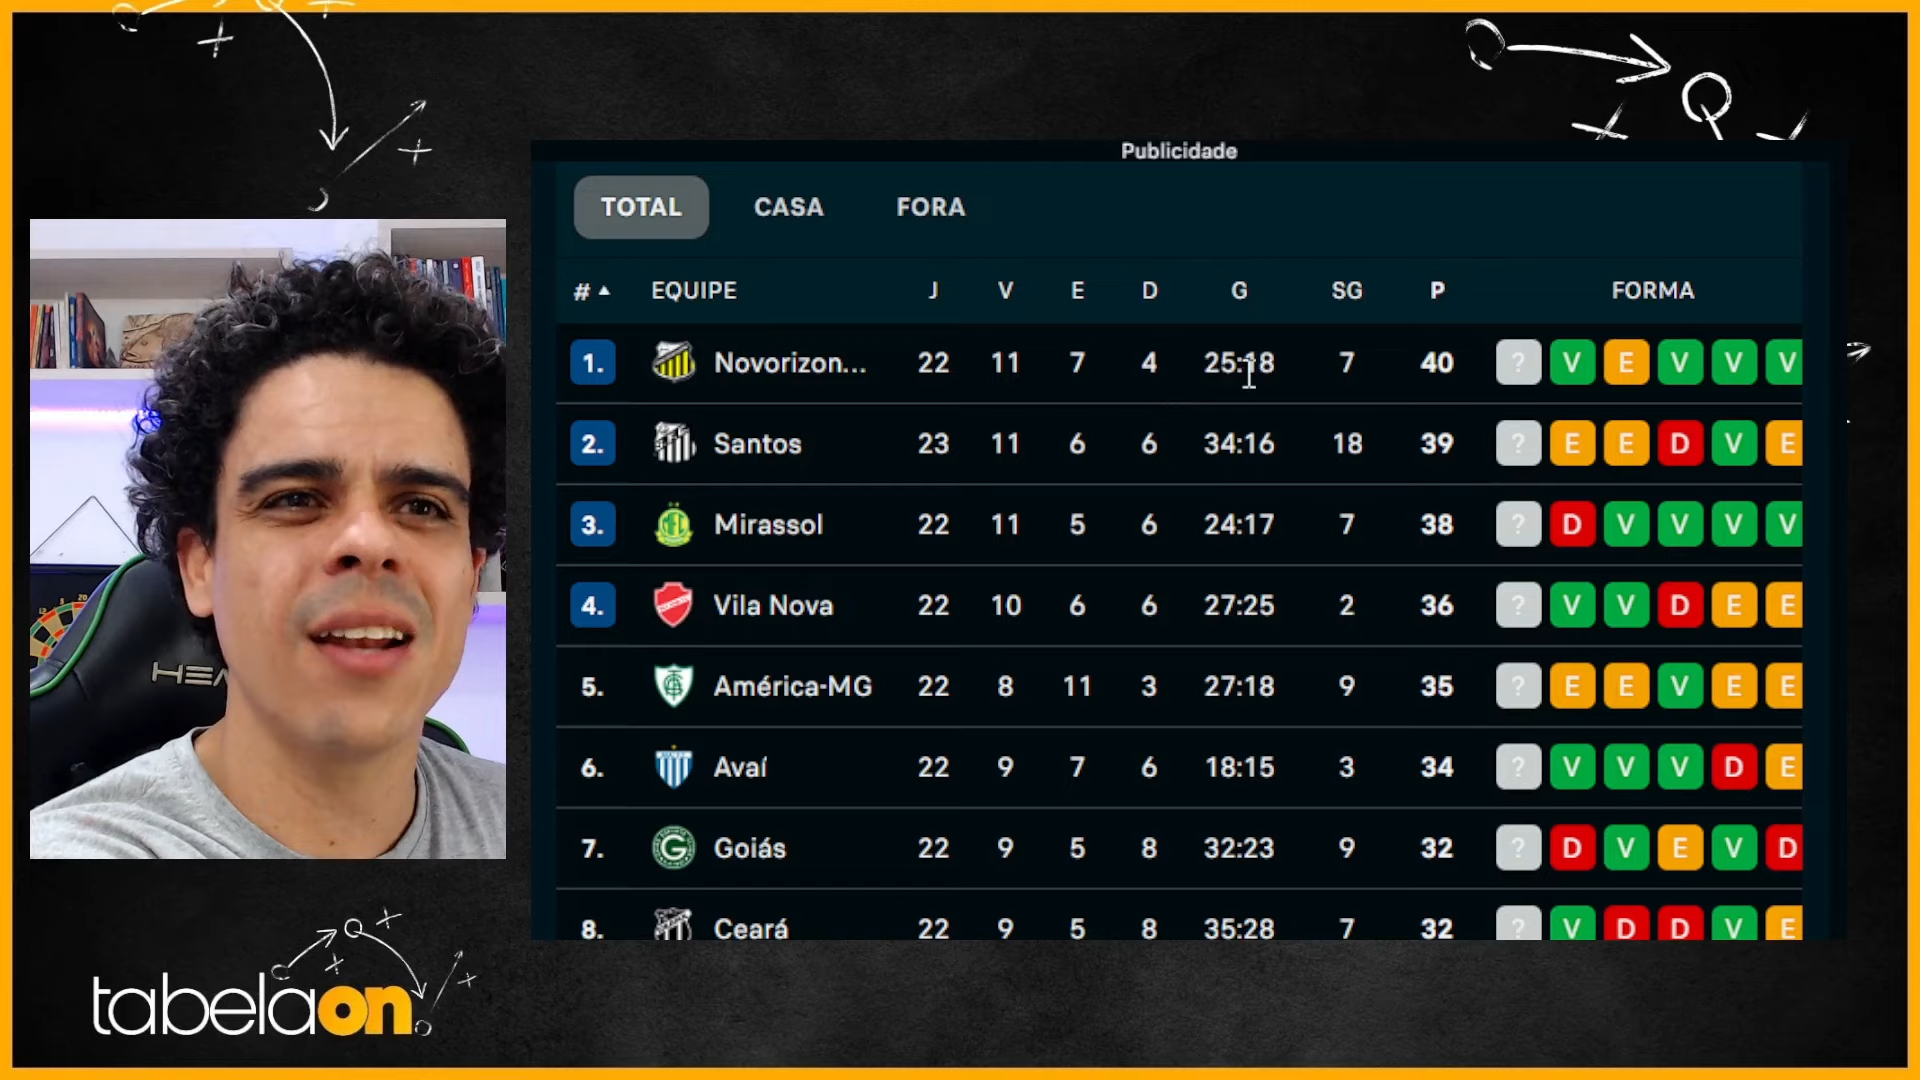 Publicidade
TOTAL CASA FORA
# EQUIPE J V E D G SG P FORMA
1. Novorizon... 22 11 7 4 25:18 7 40 ? V E V V V
2. Santos 23 11 6 6 34:16 18 39 ? E E D V E
3. Mirassol 22 11 5 6 24:17 7 38 ? D V V V V
4. Vila Nova 22 10 6 6 27:25 2 36 ? V V D E E
5. América-MG 22 8 11 3 27:18 9 35 ? E E V E E
6. Avaí 22 9 7 6 18:15 3 34 ? V V V D E
7. Goiás 22 9 5 8 32:23 9 32 ? D V E V D
8. Ceará 22 9 5 8 35:28 7 32 ? V D D V E
tabelaon